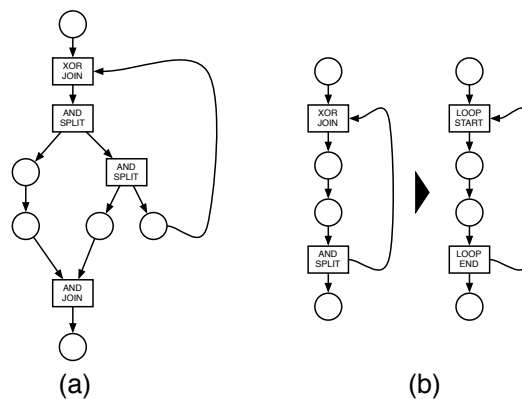 XOR
JOIN
AND
SPLIT
AND
SPLIT
AND
JOIN
(a)
XOR
JOIN
AND
SPLIT
LOOP
START
LOOP
END
(b)